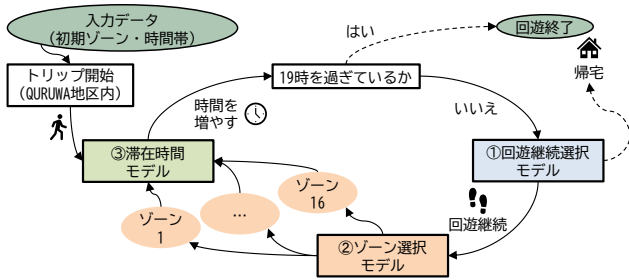 入力データ
（初期ゾーン・時間帯）
はい
回遊終了
トリップ開始
（QURUWA地区内）
19時を過ぎているか
帰宅
時間を
増やす
いいえ
③滞在時間
モデル
①回遊継続選択
モデル
ゾーン
16
…
ゾーン
1
回遊継続
②ゾーン選択
モデル